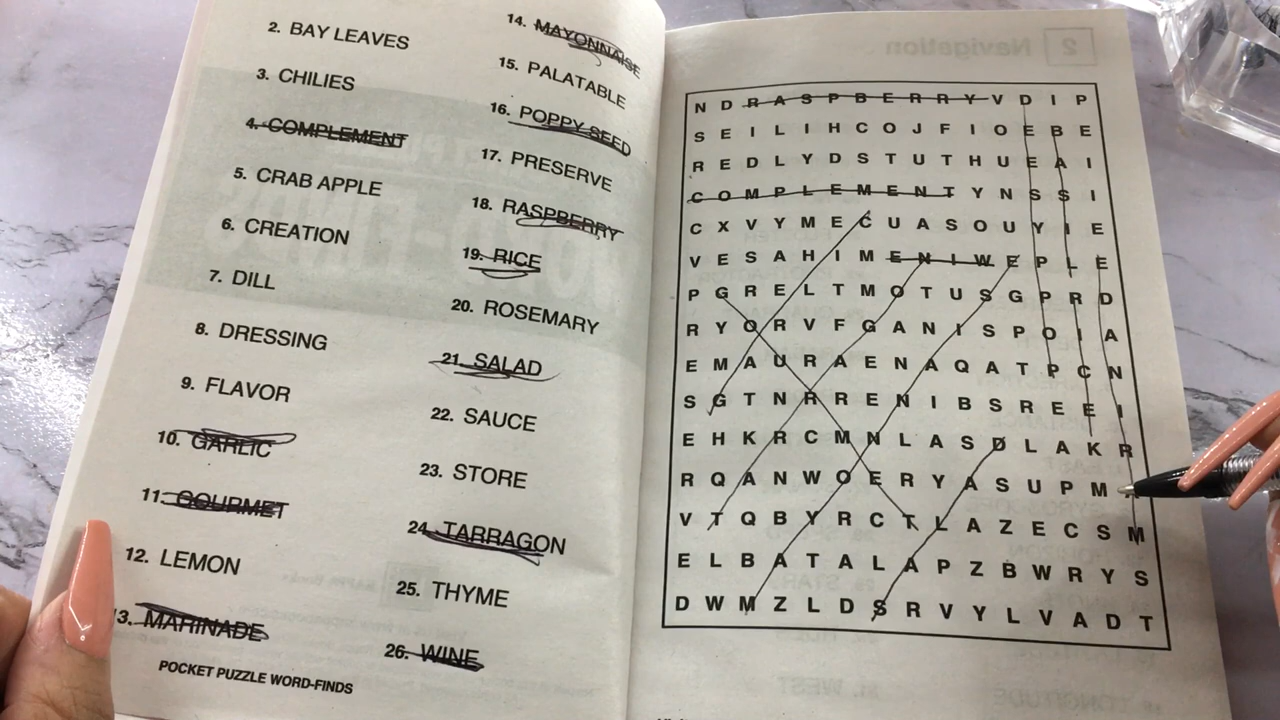 2. BAY LEAVES
3. CHILIES
4. COMPLEMENT
5. CRAB APPLE
6. CREATION
7. DILL
8. DRESSING
9. FLAVOR
10. GARLIC
11. GOURMET
12. LEMON
13. MARINADE
POCKET PUZZLE WORD-FINDS
14. MAYONNAISE
15. PALATABLE
16. POPPY SEED
17. PRESERVE
18. RASPBERRY
19. RICE
20. ROSEMARY
21. SALAD
22. SAUCE
23. STORE
24. TARRAGON
25. THYME
26. WINE
2 Navigation
N D R A S P B E R R Y V D I P
S E I L I H C O J F I O E B E
R E D L Y D S T U T H U E A I
C O M P L E M E N T Y N S S I
C X V Y M E C U A S O U Y I E
V E S A H I M E N I W E P L E
P G R E L T M O T U S G P R D
R Y O R V F G A N I S P O I A
E M A U R A E N A Q A T P C N
S G T N R R E N I B S R E E I
E H K R C M N L A S D L A K R
R Q A N W O E R Y A S U P M A
V T Q B Y R C T L A Z E C S M
E L B A T A L A P Z B W R Y S
D W M Z L D S R V Y L V A D T